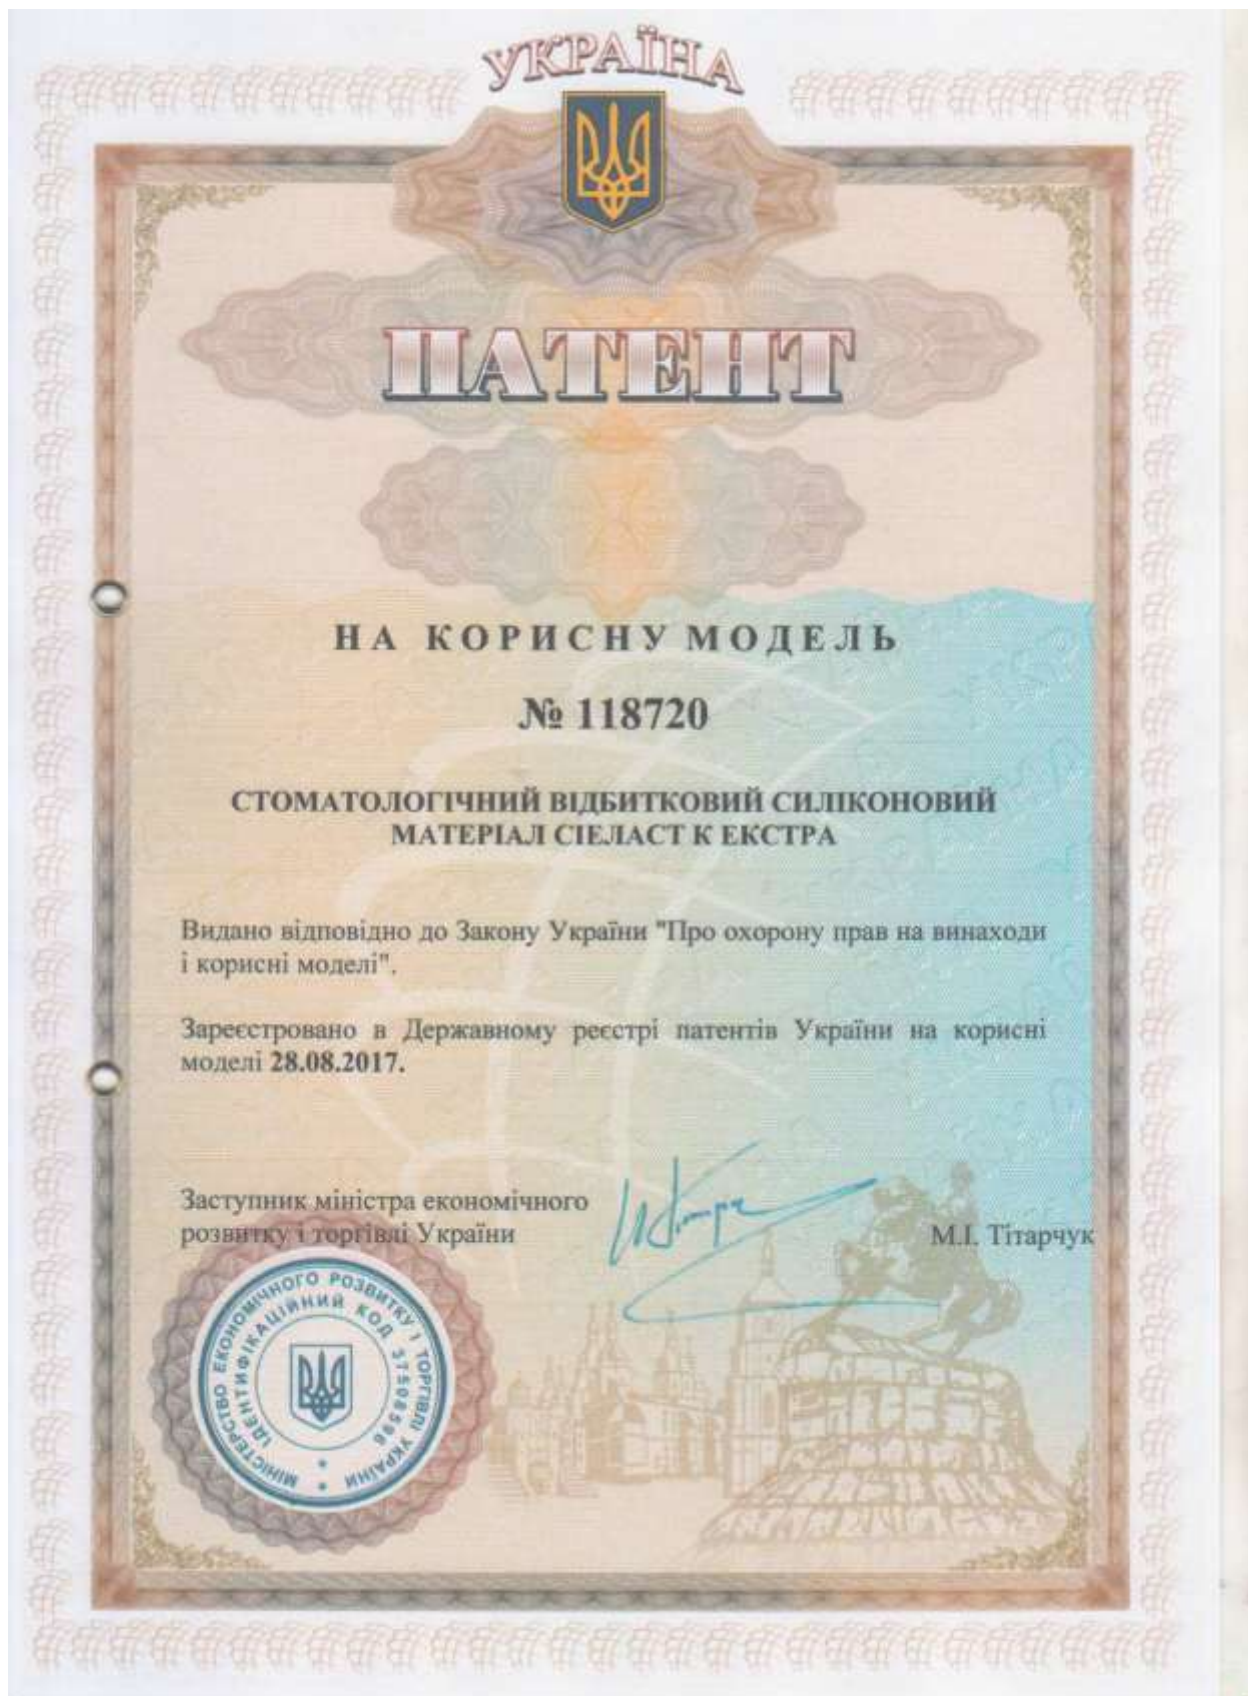 УКРАЇНА
ПАТЕНТ
НА КОРИСНУ МОДЕЛЬ
№ 118720
СТОМАТОЛОГІЧНИЙ ВІДБИТКОВИЙ СИЛІКОНОВИЙ
МАТЕРІАЛ СІЕЛАСТ К ЕКСТРА
Видано відповідно до Закону України "Про охорону прав на винаходи
і корисні моделі".
Зареєстровано в Державному реєстрі патентів України на корисні
моделі 28.08.2017.
Заступник міністра економічного
розвитку і торгівлі України
М.І. Тітарчук
МІНІСТЕРСТВО ЕКОНОМІЧНОГО РОЗВИТКУ І ТОРГІВЛІ УКРАЇНИ
ІДЕНТИФІКАЦІЙНИЙ КОД 37508596